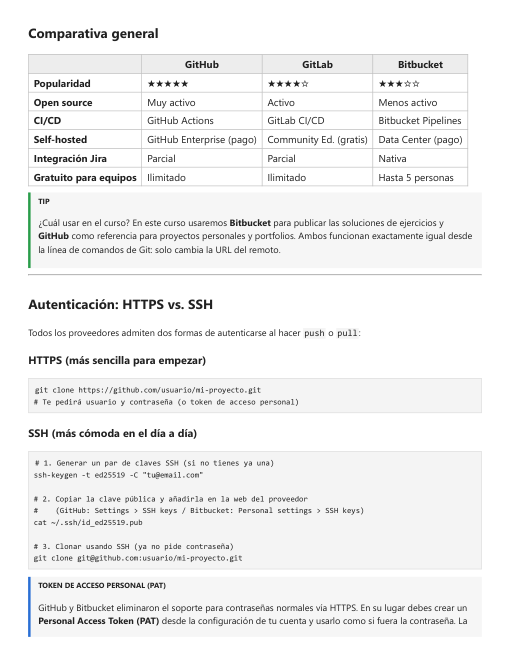 Comparativa general
GitHub GitLab Bitbucket
Popularidad ★★★★★ ★★★★☆ ★★★☆☆
Open source Muy activo Activo Menos activo
CI/CD GitHub Actions GitLab CI/CD Bitbucket Pipelines
Self-hosted GitHub Enterprise (pago) Community Ed. (gratis) Data Center (pago)
Integración Jira Parcial Parcial Nativa
Gratuito para equipos Ilimitado Ilimitado Hasta 5 personas
TIP
¿Cuál usar en el curso? En este curso usaremos Bitbucket para publicar las soluciones de ejercicios y
GitHub como referencia para proyectos personales y portfolios. Ambos funcionan exactamente igual desde
la línea de comandos de Git: solo cambia la URL del remoto.
Autenticación: HTTPS vs. SSH
Todos los proveedores admiten dos formas de autenticarse al hacer push o pull:
HTTPS (más sencilla para empezar)
git clone https://github.com/usuario/mi-proyecto.git
# Te pedirá usuario y contraseña (o token de acceso personal)
SSH (más cómoda en el día a día)
# 1. Generar un par de claves SSH (si no tienes ya una)
ssh-keygen -t ed25519 -C "tu@email.com"
# 2. Copiar la clave pública y añadirla en la web del proveedor
#    (GitHub: Settings > SSH keys / Bitbucket: Personal settings > SSH keys)
cat ~/.ssh/id_ed25519.pub
# 3. Clonar usando SSH (ya no pide contraseña)
git clone git@github.com:usuario/mi-proyecto.git
TOKEN DE ACCESO PERSONAL (PAT)
GitHub y Bitbucket eliminaron el soporte para contraseñas normales vía HTTPS. En su lugar debes crear un
Personal Access Token (PAT) desde la configuración de tu cuenta y usarlo como si fuera la contraseña. La